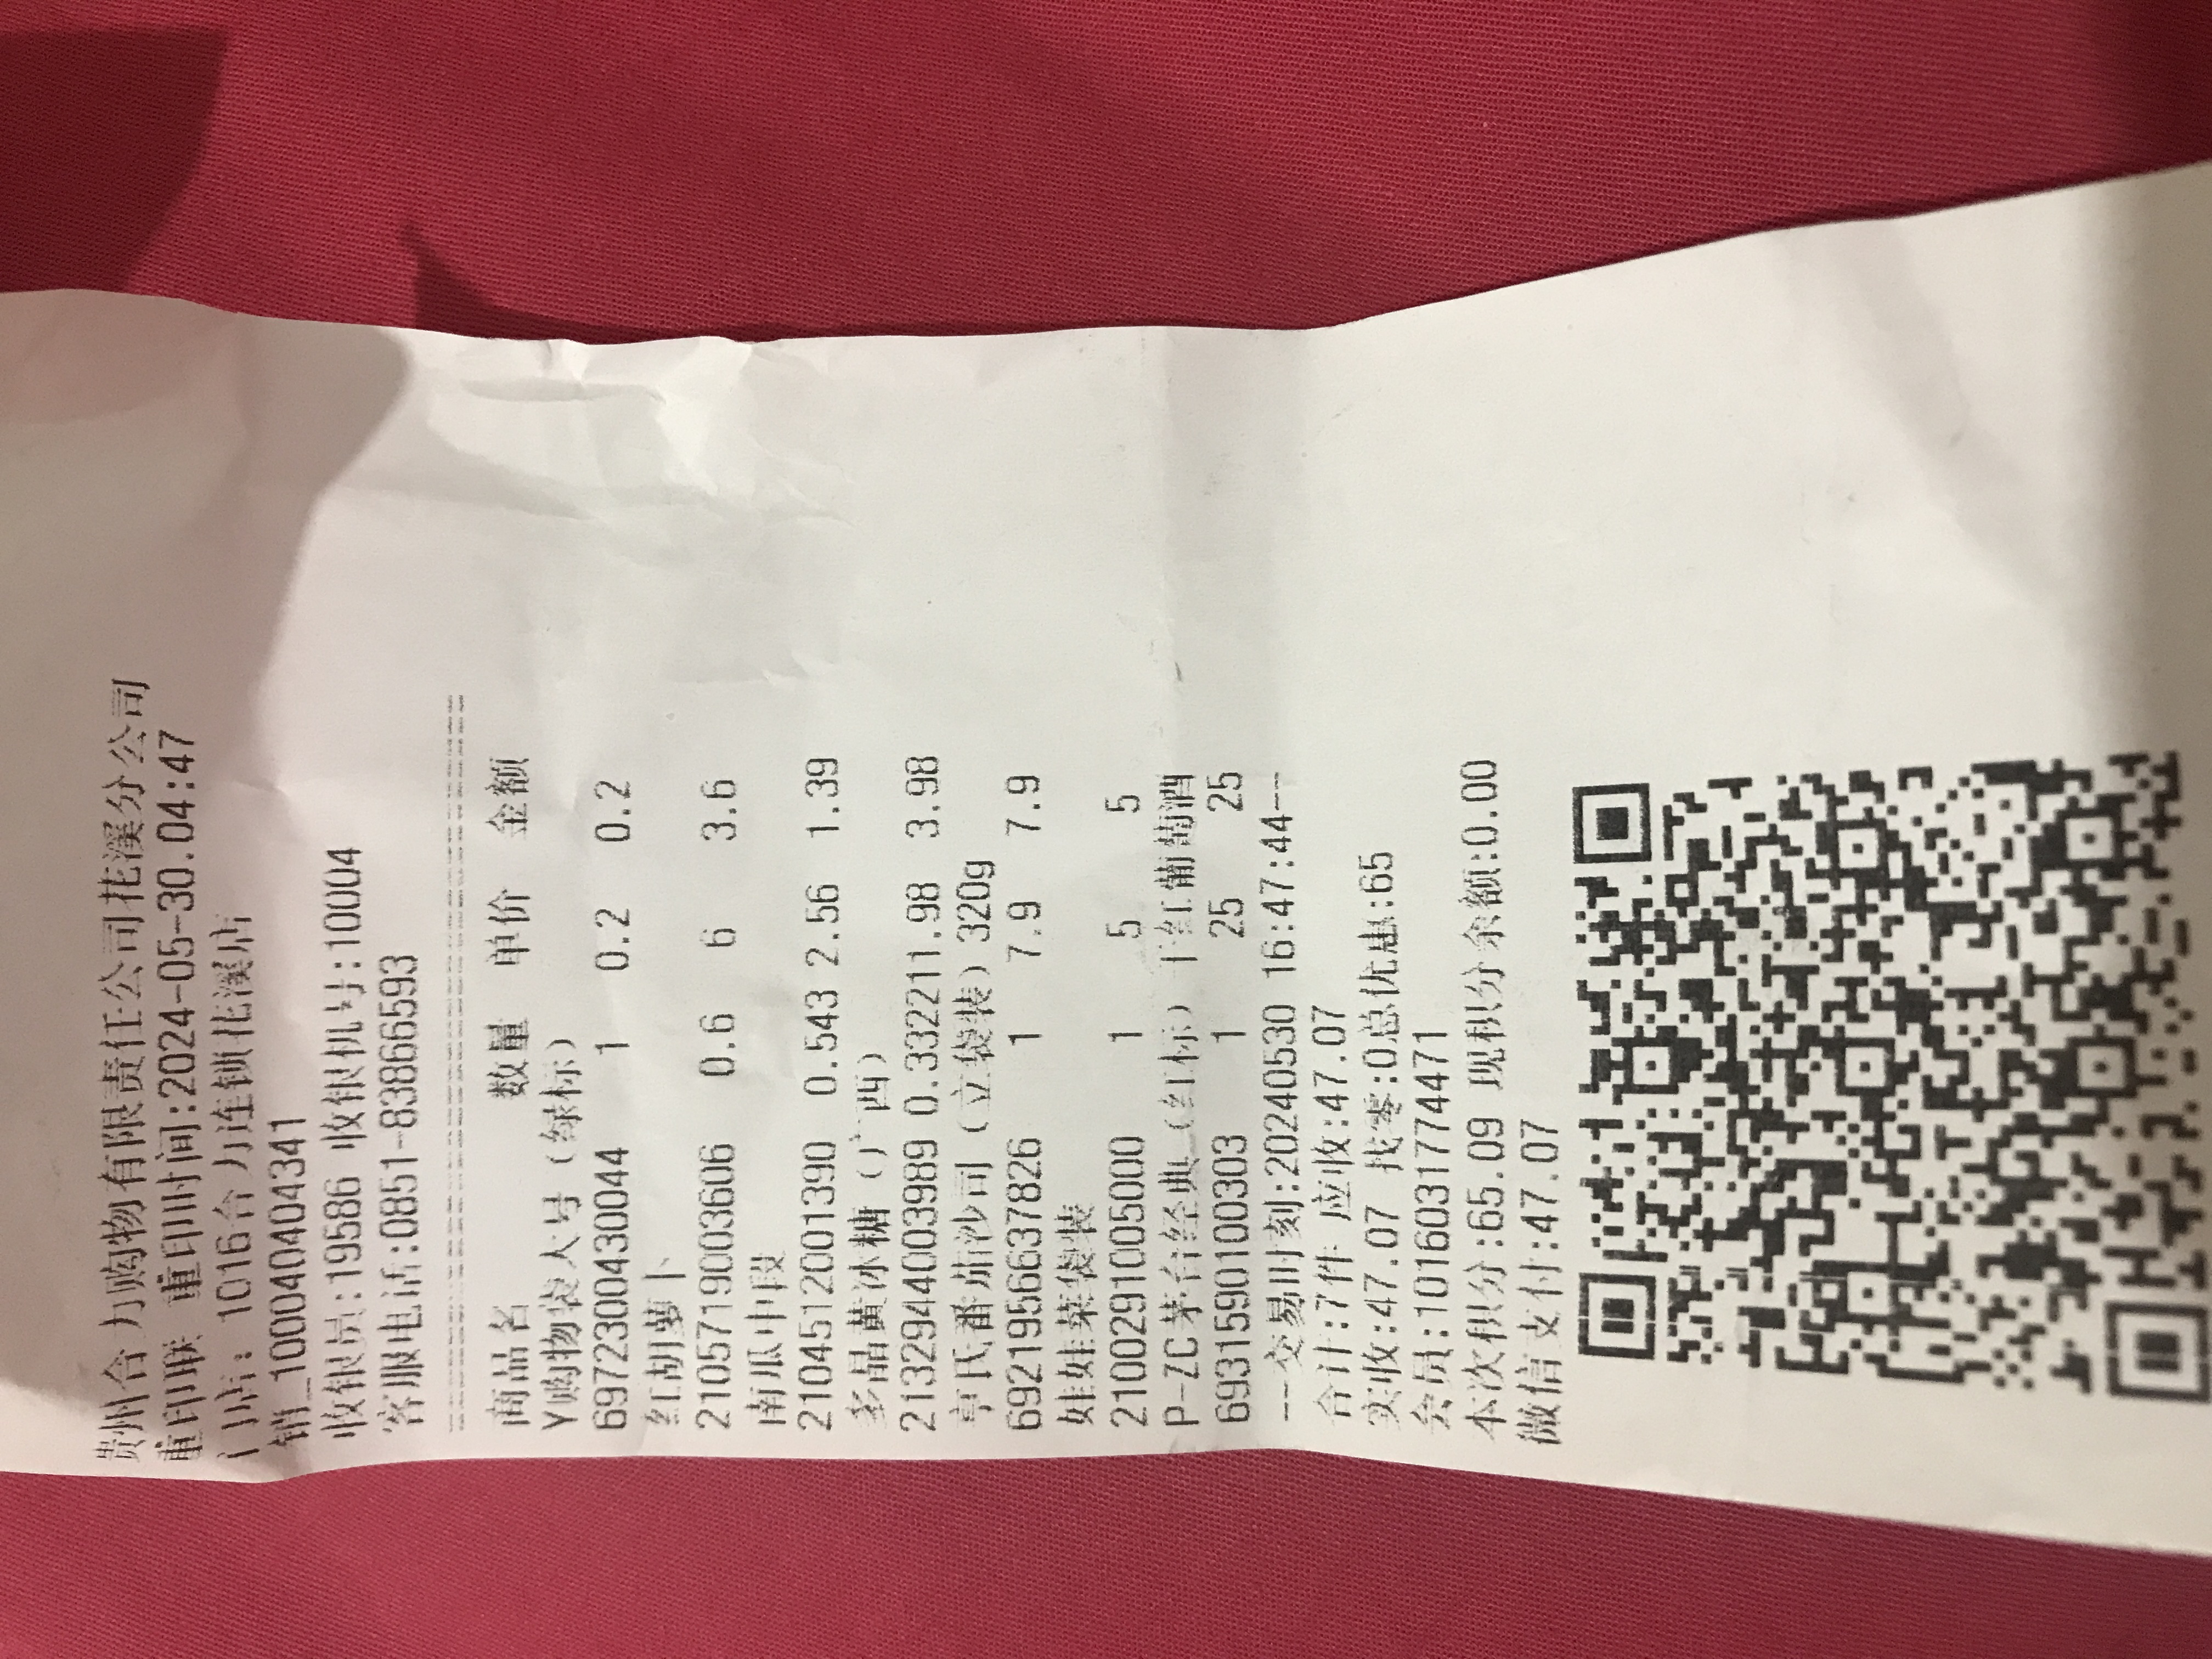 贵州合力购物有限责任公司花溪分公司
重印联 重印时间:2024-05-30.04:47
门店: 1016合力连锁花溪店
销_100040404341
收银员:19586 收银机号:10004
客服电话:0851-83866593
商品名 数量 单价 金额
Y购物袋大号(绿标)
6972300430044 1 0.2 0.2
红胡萝卜
2105719003606 0.6 6 3.6
南瓜中段
2104512001390 0.543 2.56 1.39
多晶黄冰糖(广西)
2132944003989 0.332211.98 3.98
亨氏番茄沙司(立袋装)320g
6921956637826 1 7.9 7.9
娃娃菜袋装
2100291005000 1 5 5
P-ZC茅台经典(红标)干红葡萄酒
6931590100303 1 25 25
--交易时刻:20240530 16:47:44--
合计:7件 应收:47.07
实收:47.07 找零:0总优惠:65
会员:1016031774471
本次积分:65.09 现积分余额:0.00
微信支付:47.07